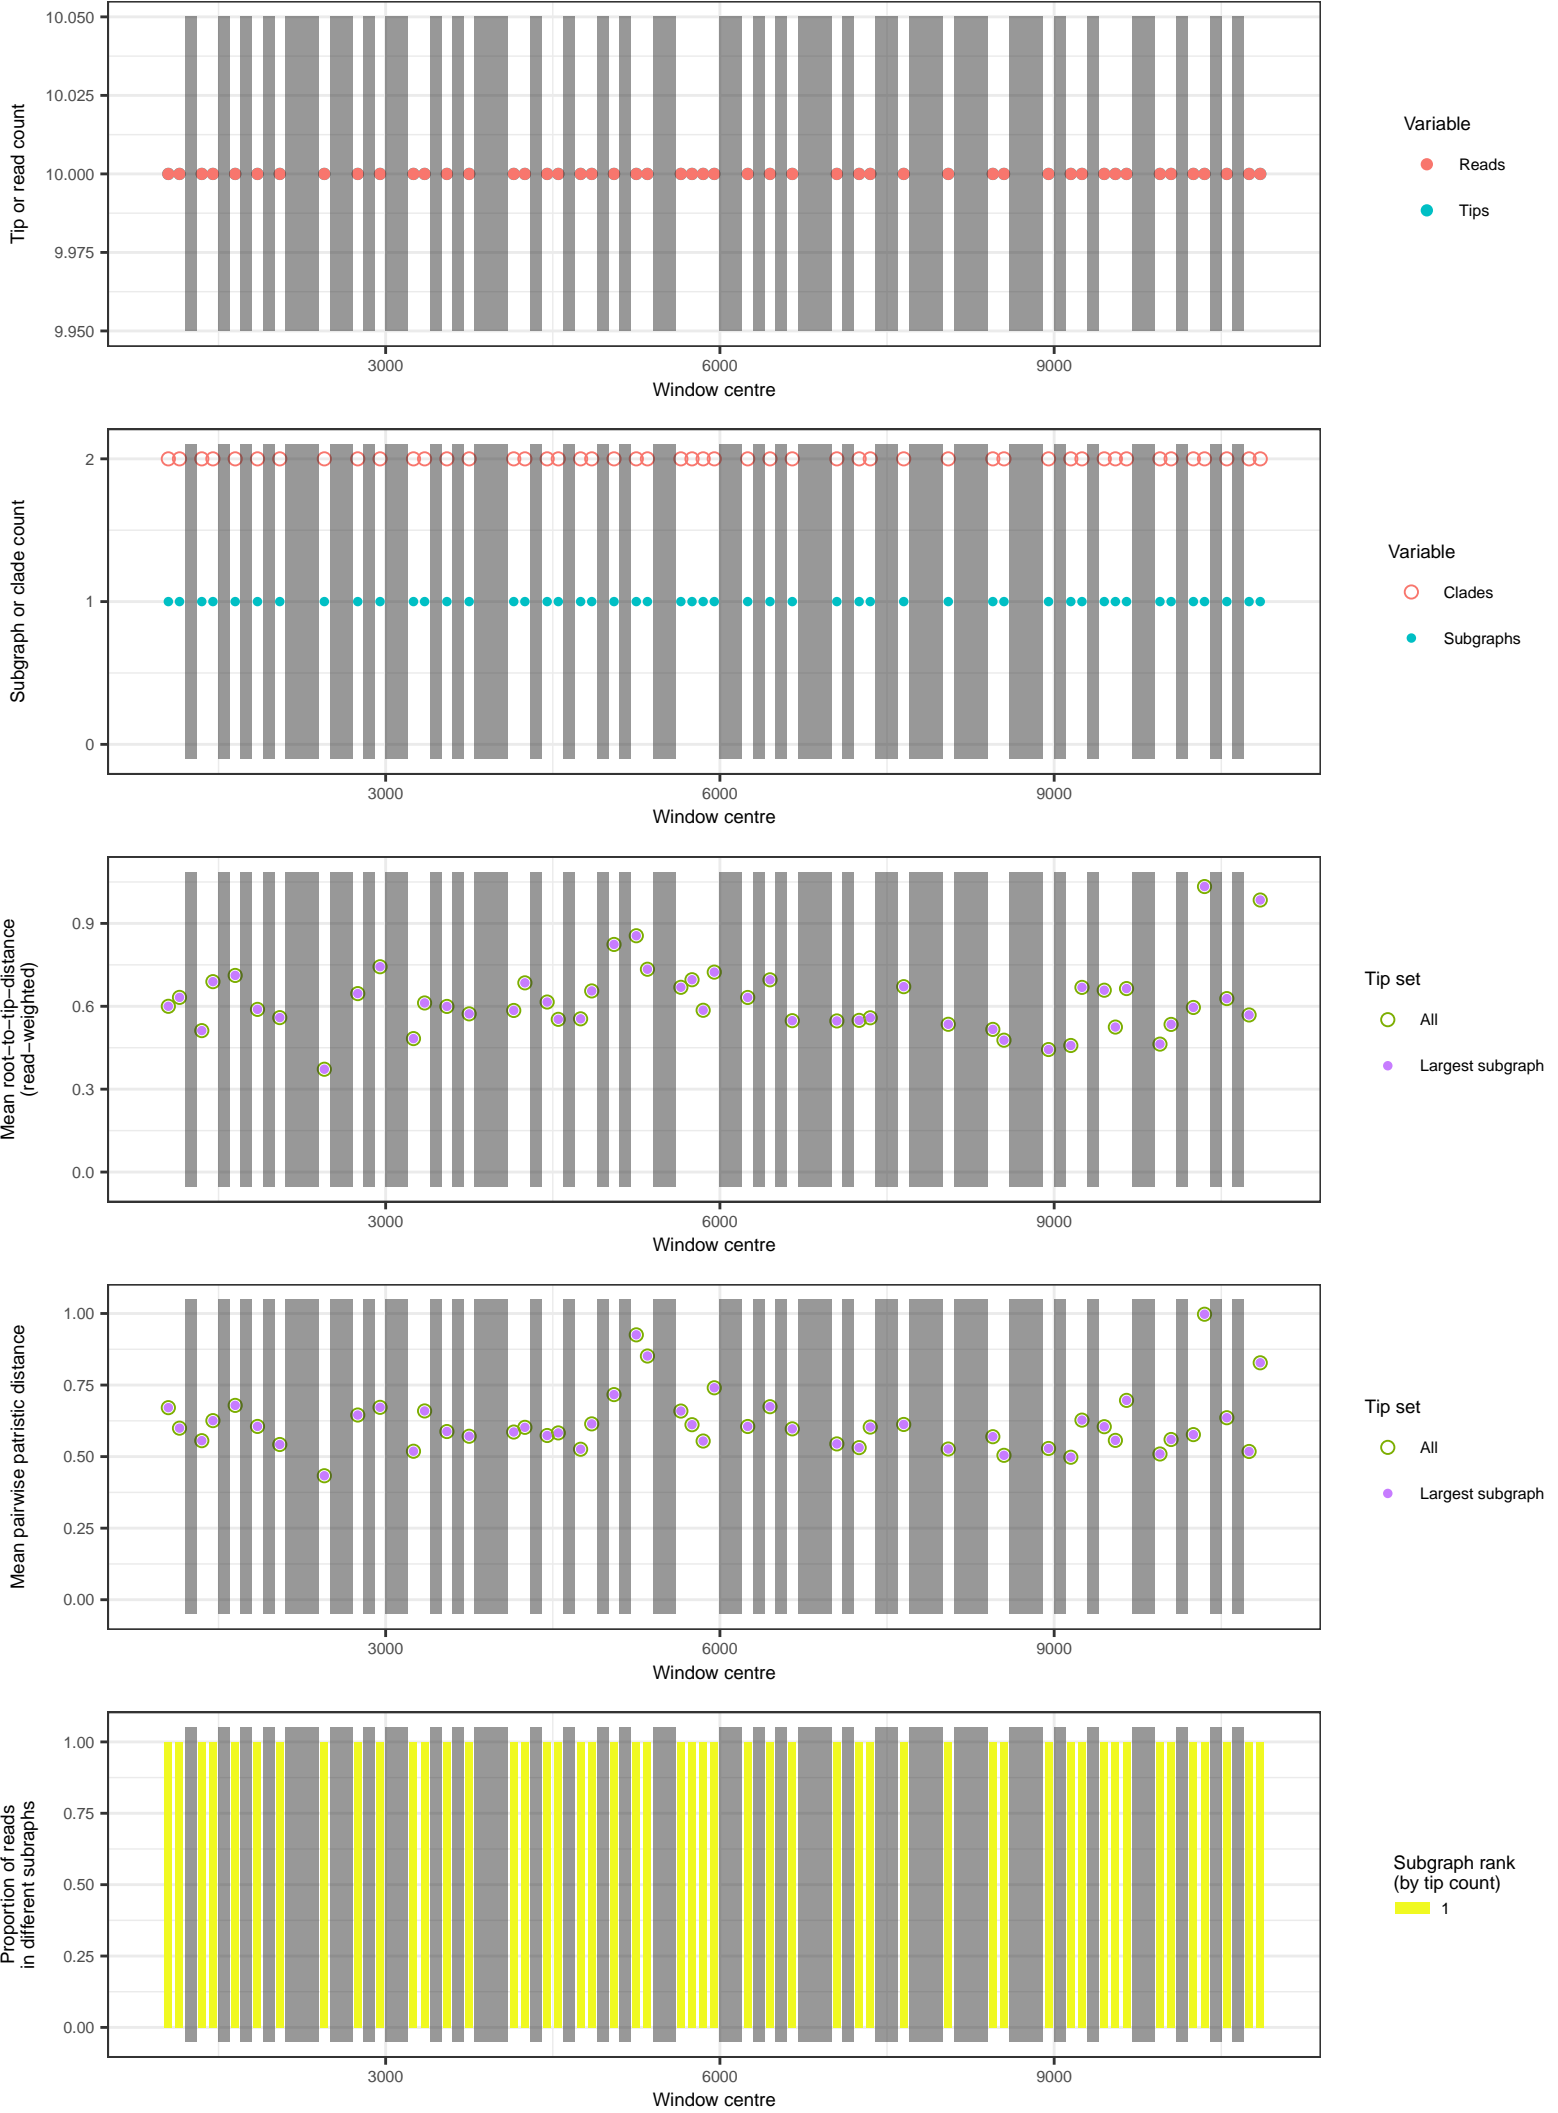 10.050
10.025
10.000
9.975
9.950
Tip or read count
3000
6000
9000
Window centre
Variable
Reads
Tips
2
1
0
Subgraph or clade count
3000
6000
9000
Window centre
Variable
Clades
Subgraphs
0.9
0.6
0.3
0.0
Mean root−to−tip−distance
(read−weighted)
3000
6000
9000
Window centre
Tip set
All
Largest subgraph
1.00
0.75
0.50
0.25
0.00
Mean pairwise patristic distance
3000
6000
9000
Window centre
Tip set
All
Largest subgraph
1.00
0.75
0.50
0.25
0.00
Proportion of reads
in different subraphs
3000
6000
9000
Window centre
Subgraph rank
(by tip count)
1